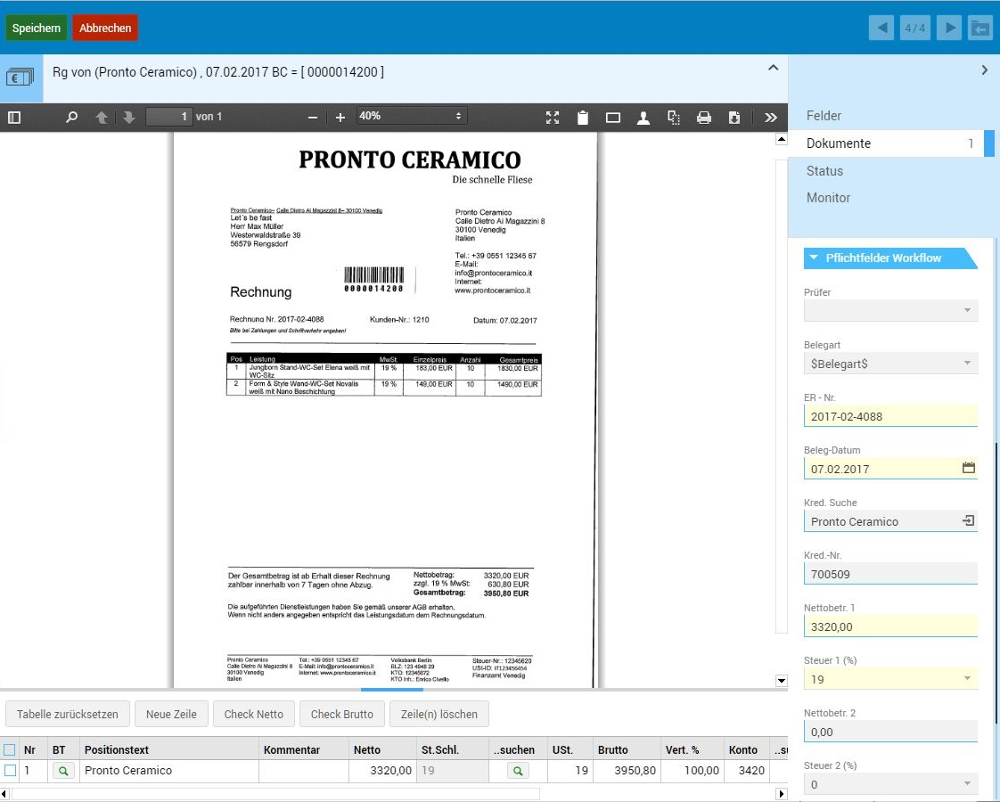 Speichern
Abbrechen
4/4
Rg von (Pronto Ceramico) , 07.02.2017 BC = [ 0000014200 ]
1 von 1
40%
PRONTO CERAMICO
Die schnelle Fliese
Pronto Ceramico– Calle Dietro Ai Magazzini 8– 30100 Venedig
Let´s be fast
Herr Max Müller
Westerwaldstraße 39
56579 Rengsdorf
Pronto Ceramico
Calle Dietro Ai Magazzini 8
30100 Venedig
Italien
Tel.: +39 0551 12345 67
E-Mail:
info@prontoceramico.it
Internet:
www.prontoceramico.it
0000014200
Rechnung
Rechnung Nr. 2017-02-4088 Kunden-Nr.: 1210 Datum: 07.02.2017
Bitte bei Zahlungen und Schriftverkehr angeben!
Pos Leistung MwSt. Einzelpreis Anzahl Gesamtpreis
1 Jungborn Stand-WC-Set Elena weiß mit 19 % 183,00 EUR 10 1830,00 EUR
WC-Sitz
2 Form & Style Wand-WC-Set Novalis 19 % 149,00 EUR 10 1490,00 EUR
weiß mit Nano Beschichtung
Der Gesamtbetrag ist ab Erhalt dieser Rechnung
zahlbar innerhalb von 7 Tagen ohne Abzug.
Nettobetrag: 3320,00 EUR
zzgl. 19 % MwSt: 630,80 EUR
Gesamtbetrag: 3950,80 EUR
Die aufgeführten Dienstleistungen haben Sie gemäß unserer AGB erhalten.
Wenn nicht anders angegeben entspricht das Leistungsdatum dem Rechnungsdatum.
Pronto Ceramico
Calle Dietro Ai Magazzini 8
30100 Venedig
Italien
Tel.: +39 0551 12345 67
E-Mail: info@prontoceramico.it
Internet: www.prontoceramico.it
Volksbank Berlin
BLZ: 123 4948 29
KTO: 12345672
KTO Inh.: Enrico Civello
Steuer-Nr.: 12345620
USt-ID: IT123456454
Finanzamt Venedig
Felder
Dokumente 1
Status
Monitor
Pflichtfelder Workflow
Prüfer
Belegart
$Belegart$
ER - Nr.
2017-02-4088
Beleg-Datum
07.02.2017
Kred. Suche
Pronto Ceramico
Kred.-Nr.
700509
Nettobetr. 1
3320,00
Steuer 1 (%)
19
Nettobetr. 2
0,00
Steuer 2 (%)
0
Tabelle zurücksetzen
Neue Zeile
Check Netto
Check Brutto
Zeile(n) löschen
Nr BT Positionstext Kommentar Netto St.Schl. ..suchen USt. Brutto Vert. % Konto ..su
1 Pronto Ceramico 3320,00 19 19 3950,80 100,00 3420